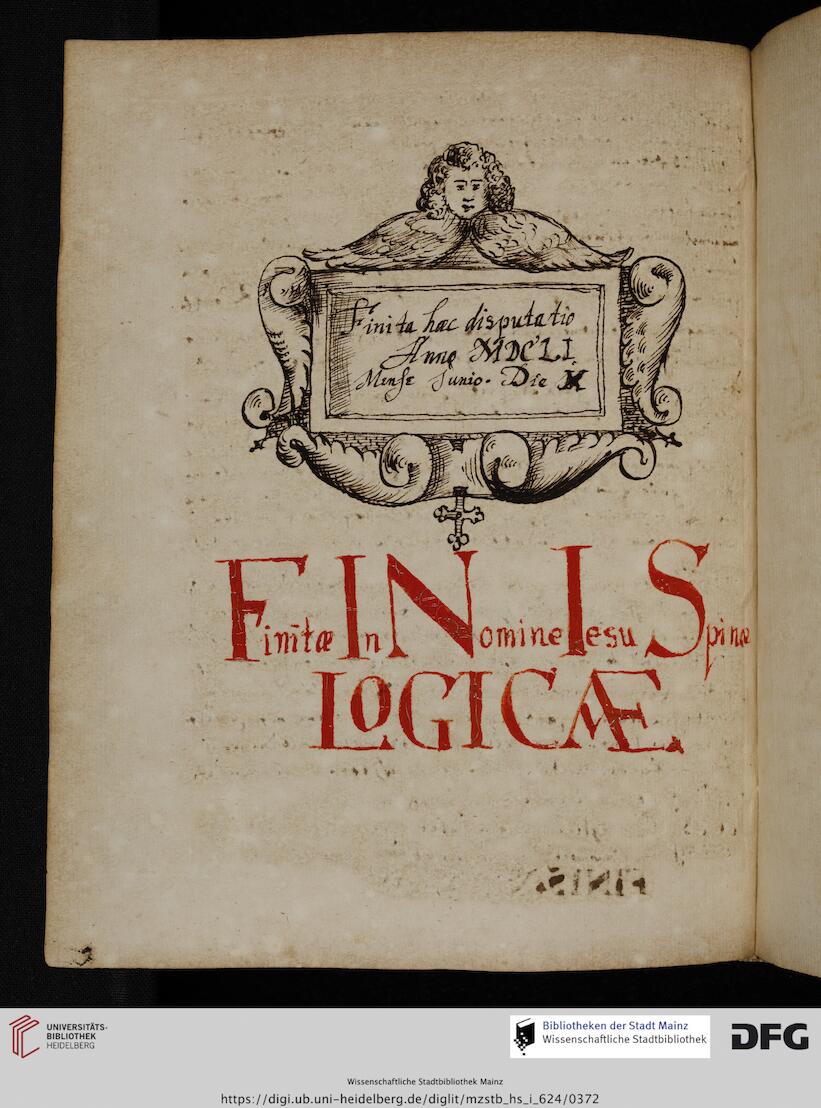 Finita hæc disputatio
Anno MDCLI
Mense Junio. Die X
Finitæ In Nomine Iesu Spinæ
LOGICÆ
FINIS
UNIVERSITÄTS-
BIBLIOTHEK
HEIDELBERG
Bibliotheken der Stadt Mainz
Wissenschaftliche Stadtbibliothek
DFG
Wissenschaftliche Stadtbibliothek Mainz
https://digi.ub.uni-heidelberg.de/diglit/mzstb_hs_i_624/0372